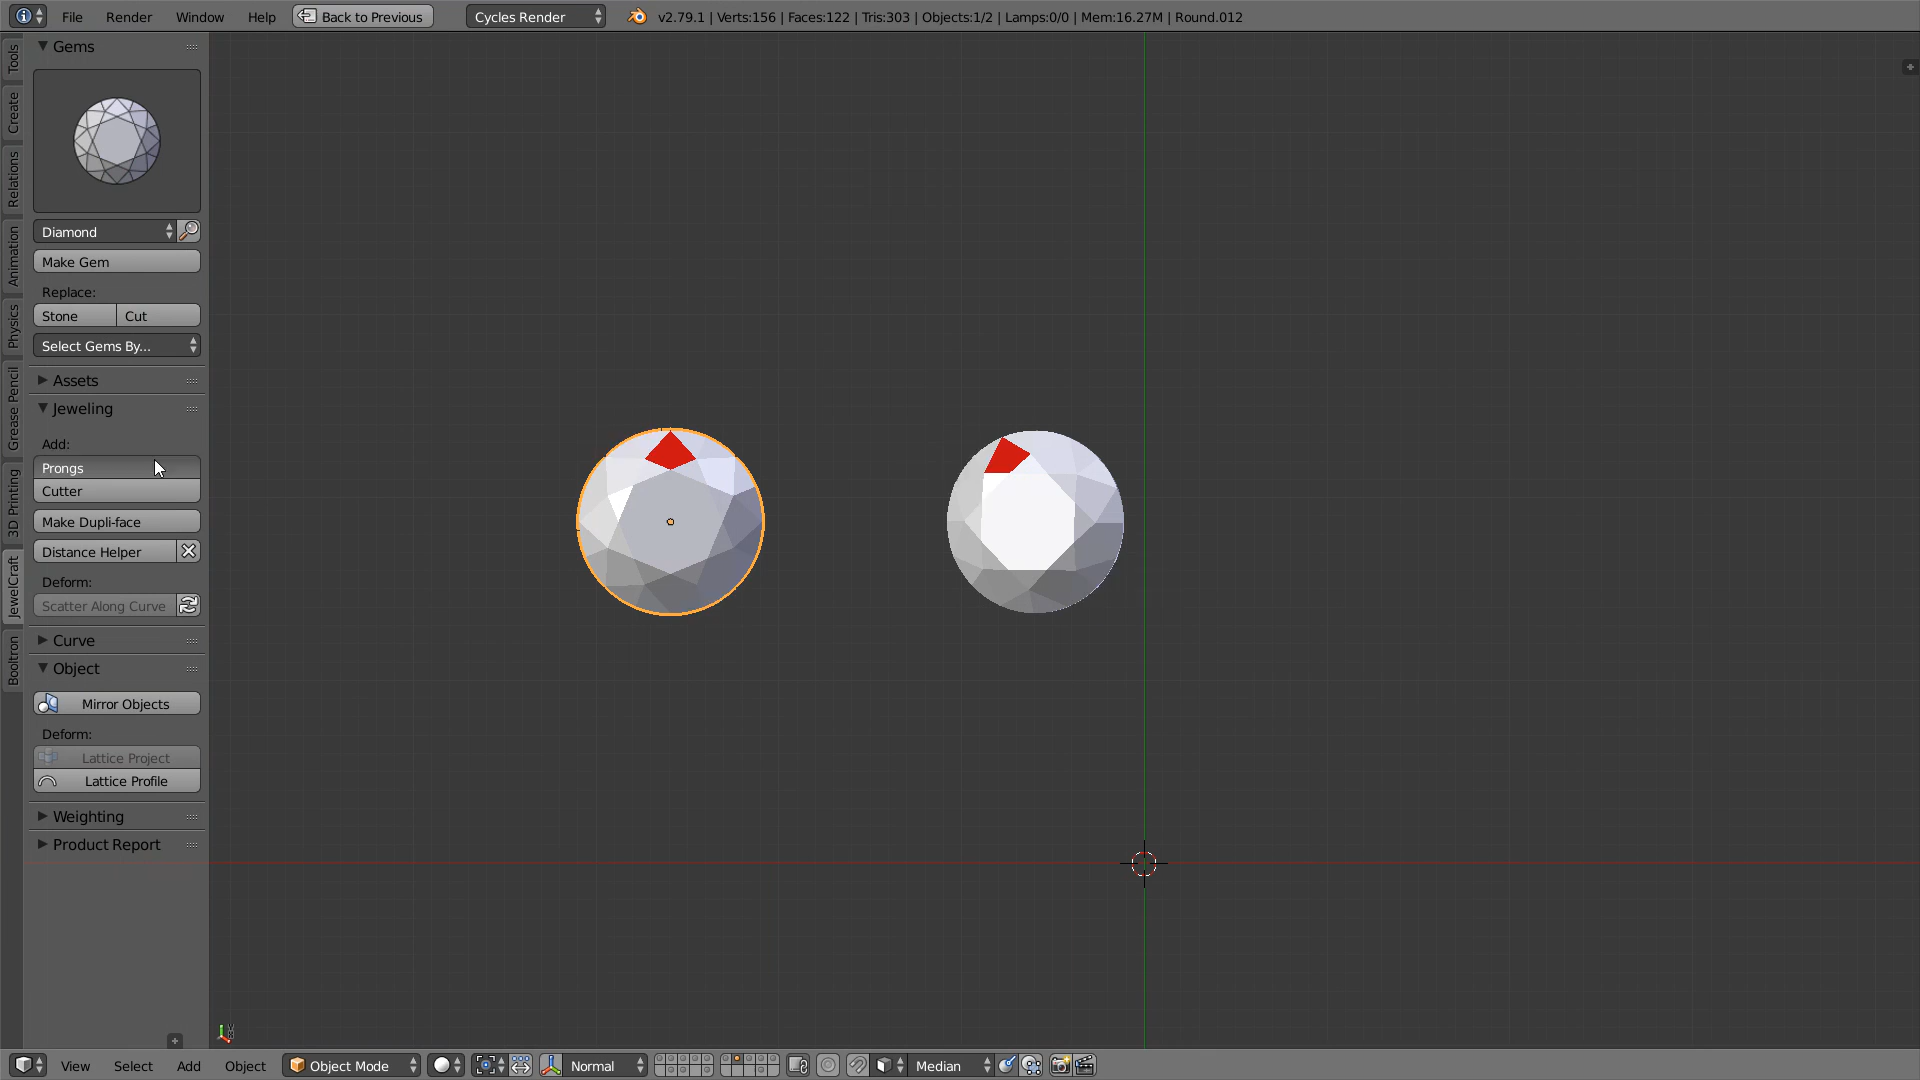 File Render Window Help Back to Previous Cycles Render v2.79.1 | Verts:156 | Faces:122 | Tris:303 | Objects:1/2 | Lamps:0/0 | Mem:16.27M | Round.012
Tools
Create
Relations
Animation
Physics
Grease Pencil
3D Printing
JewelCraft
Booltron
Gems
Diamond
Make Gem
Replace:
Stone Cut
Select Gems By...
Assets
Jeweling
Add:
Prongs
Cutter
Make Dupli-face
Distance Helper
Deform:
Scatter Along Curve
Curve
Object
Mirror Objects
Deform:
Lattice Project
Lattice Profile
Weighting
Product Report
View Select Add Object Object Mode Normal Median